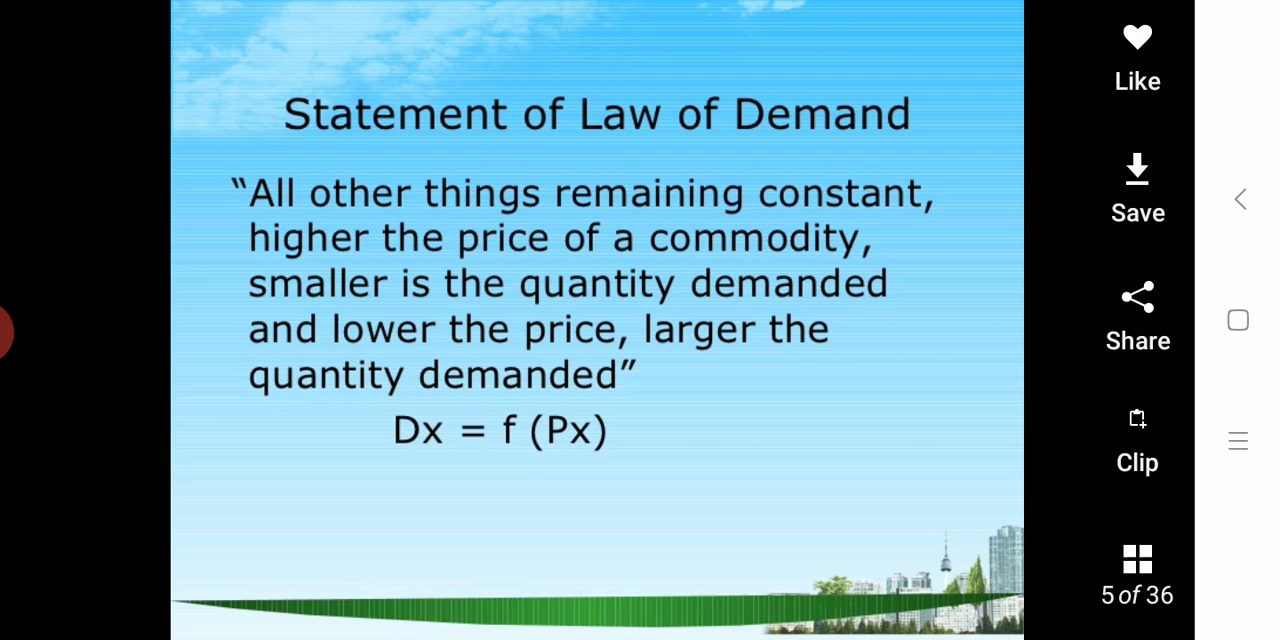 Statement of Law of Demand
“All other things remaining constant,
higher the price of a commodity,
smaller is the quantity demanded
and lower the price, larger the
quantity demanded”
Dx = f (Px)
Like
Save
Share
Clip
5 of 36